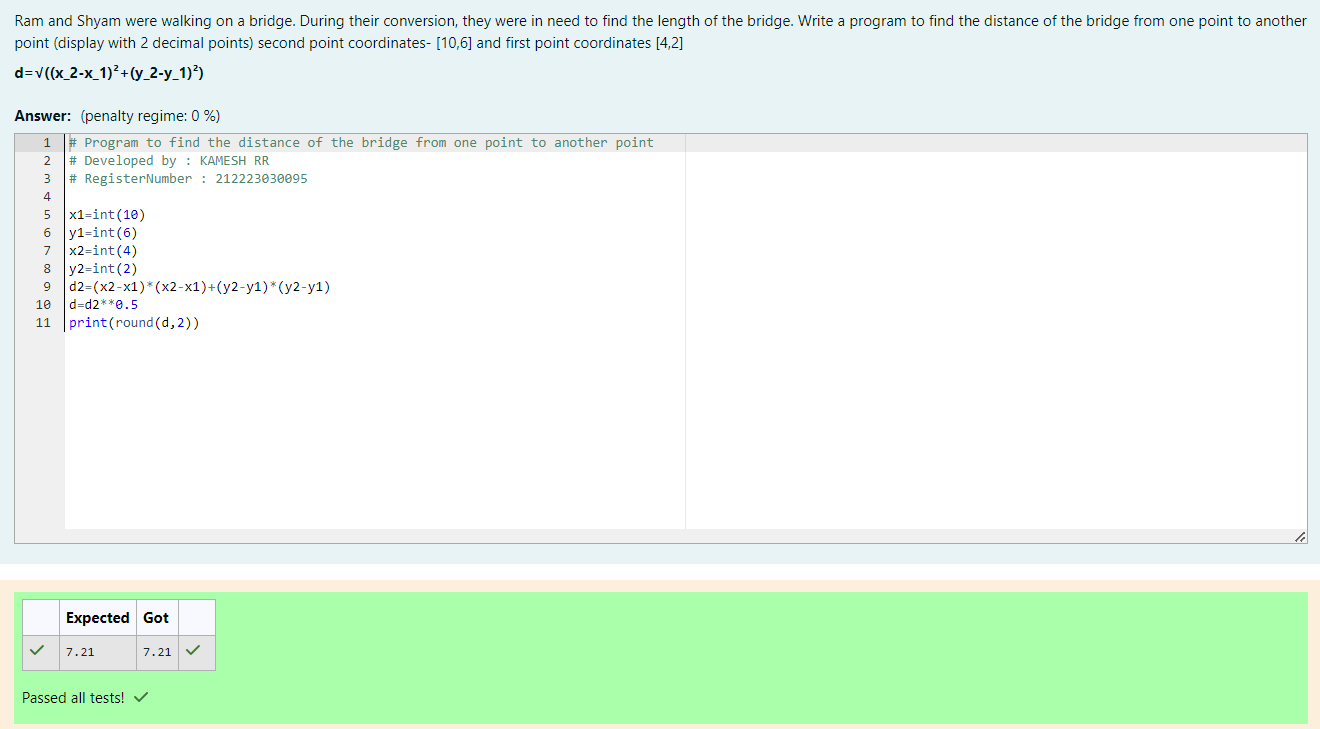 Ram and Shyam were walking on a bridge. During their conversion, they were in need to find the length of the bridge. Write a program to find the distance of the bridge from one point to another
point (display with 2 decimal points) second point coordinates- [10,6] and first point coordinates [4,2]
d=√((x_2-x_1)²+(y_2-y_1)²)
Answer: (penalty regime: 0 %)
1 # Program to find the distance of the bridge from one point to another point
2 # Developed by : KAMESH RR
3 # RegisterNumber : 212223030095
4
5 x1=int(10)
6 y1=int(6)
7 x2=int(4)
8 y2=int(2)
9 d2=(x2-x1)*(x2-x1)+(y2-y1)*(y2-y1)
10 d=d2**0.5
11 print(round(d,2))
Expected Got
7.21 7.21
Passed all tests!